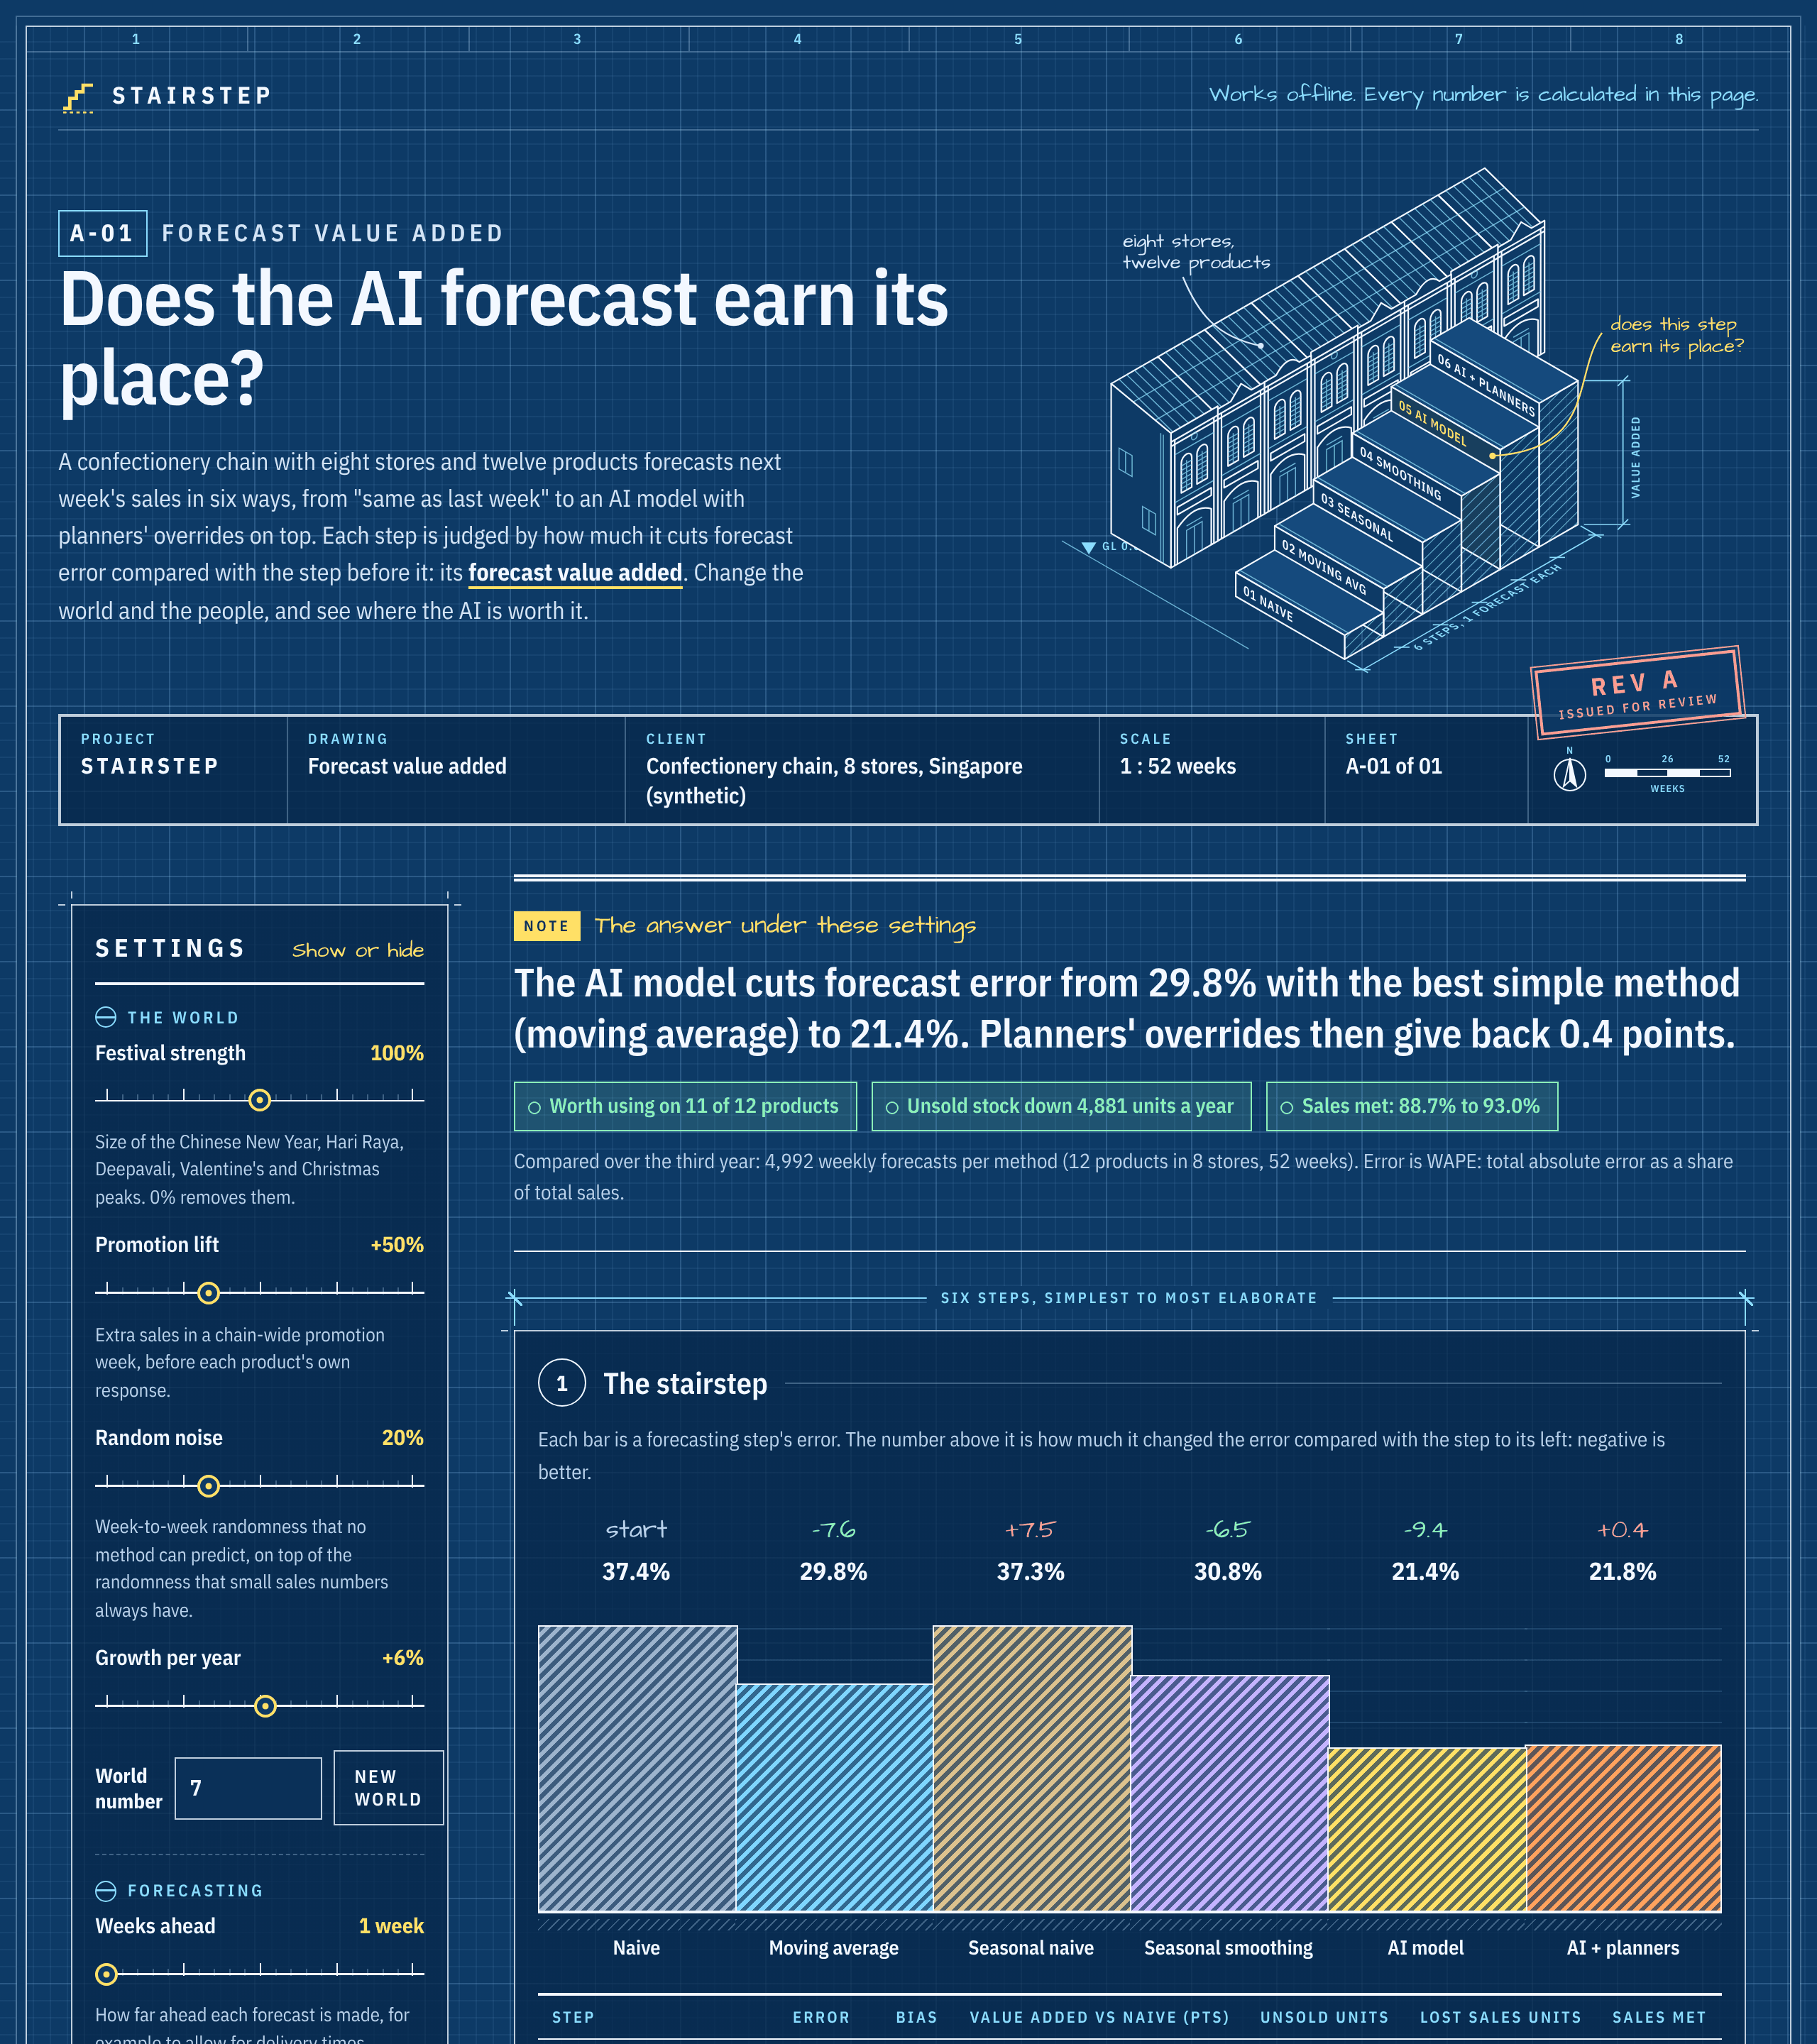 1 2 3 4 5 6 7 8
STAIRSTEP
Works offline. Every number is calculated in this page.
A-01 FORECAST VALUE ADDED
Does the AI forecast earn its
place?
A confectionery chain with eight stores and twelve products forecasts next
week's sales in six ways, from "same as last week" to an AI model with
planners' overrides on top. Each step is judged by how much it cuts forecast
error compared with the step before it: its forecast value added. Change the
world and the people, and see where the AI is worth it.
eight stores,
twelve products
does this step
earn its place?
06 AI + PLANNERS
05 AI MODEL
04 SMOOTHING
03 SEASONAL
02 MOVING AVG
01 NAIVE
VALUE ADDED
GL 0.
6 STEPS, 1 FORECAST EACH
REV A
ISSUED FOR REVIEW
PROJECT
STAIRSTEP
DRAWING
Forecast value added
CLIENT
Confectionery chain, 8 stores, Singapore
(synthetic)
SCALE
1 : 52 weeks
SHEET
A-01 of 01
N
0 26 52
WEEKS
SETTINGS
Show or hide
THE WORLD
Festival strength 100%
Size of the Chinese New Year, Hari Raya,
Deepavali, Valentine's and Christmas
peaks. 0% removes them.
Promotion lift +50%
Extra sales in a chain-wide promotion
week, before each product's own
response.
Random noise 20%
Week-to-week randomness that no
method can predict, on top of the
randomness that small sales numbers
always have.
Growth per year +6%
World
number
7
NEW
WORLD
FORECASTING
Weeks ahead 1 week
How far ahead each forecast is made, for
example to allow for delivery times.
NOTE The answer under these settings
The AI model cuts forecast error from 29.8% with the best simple method
(moving average) to 21.4%. Planners' overrides then give back 0.4 points.
Worth using on 11 of 12 products
Unsold stock down 4,881 units a year
Sales met: 88.7% to 93.0%
Compared over the third year: 4,992 weekly forecasts per method (12 products in 8 stores, 52 weeks). Error is WAPE: total absolute error as a share
of total sales.
SIX STEPS, SIMPLEST TO MOST ELABORATE
1 The stairstep
Each bar is a forecasting step's error. The number above it is how much it changed the error compared with the step to its left: negative is
better.
start -7.6 +7.5 -6.5 -9.4 +0.4
37.4% 29.8% 37.3% 30.8% 21.4% 21.8%
Naive Moving average Seasonal naive Seasonal smoothing AI model AI + planners
STEP ERROR BIAS VALUE ADDED VS NAIVE (PTS) UNSOLD UNITS LOST SALES UNITS SALES MET